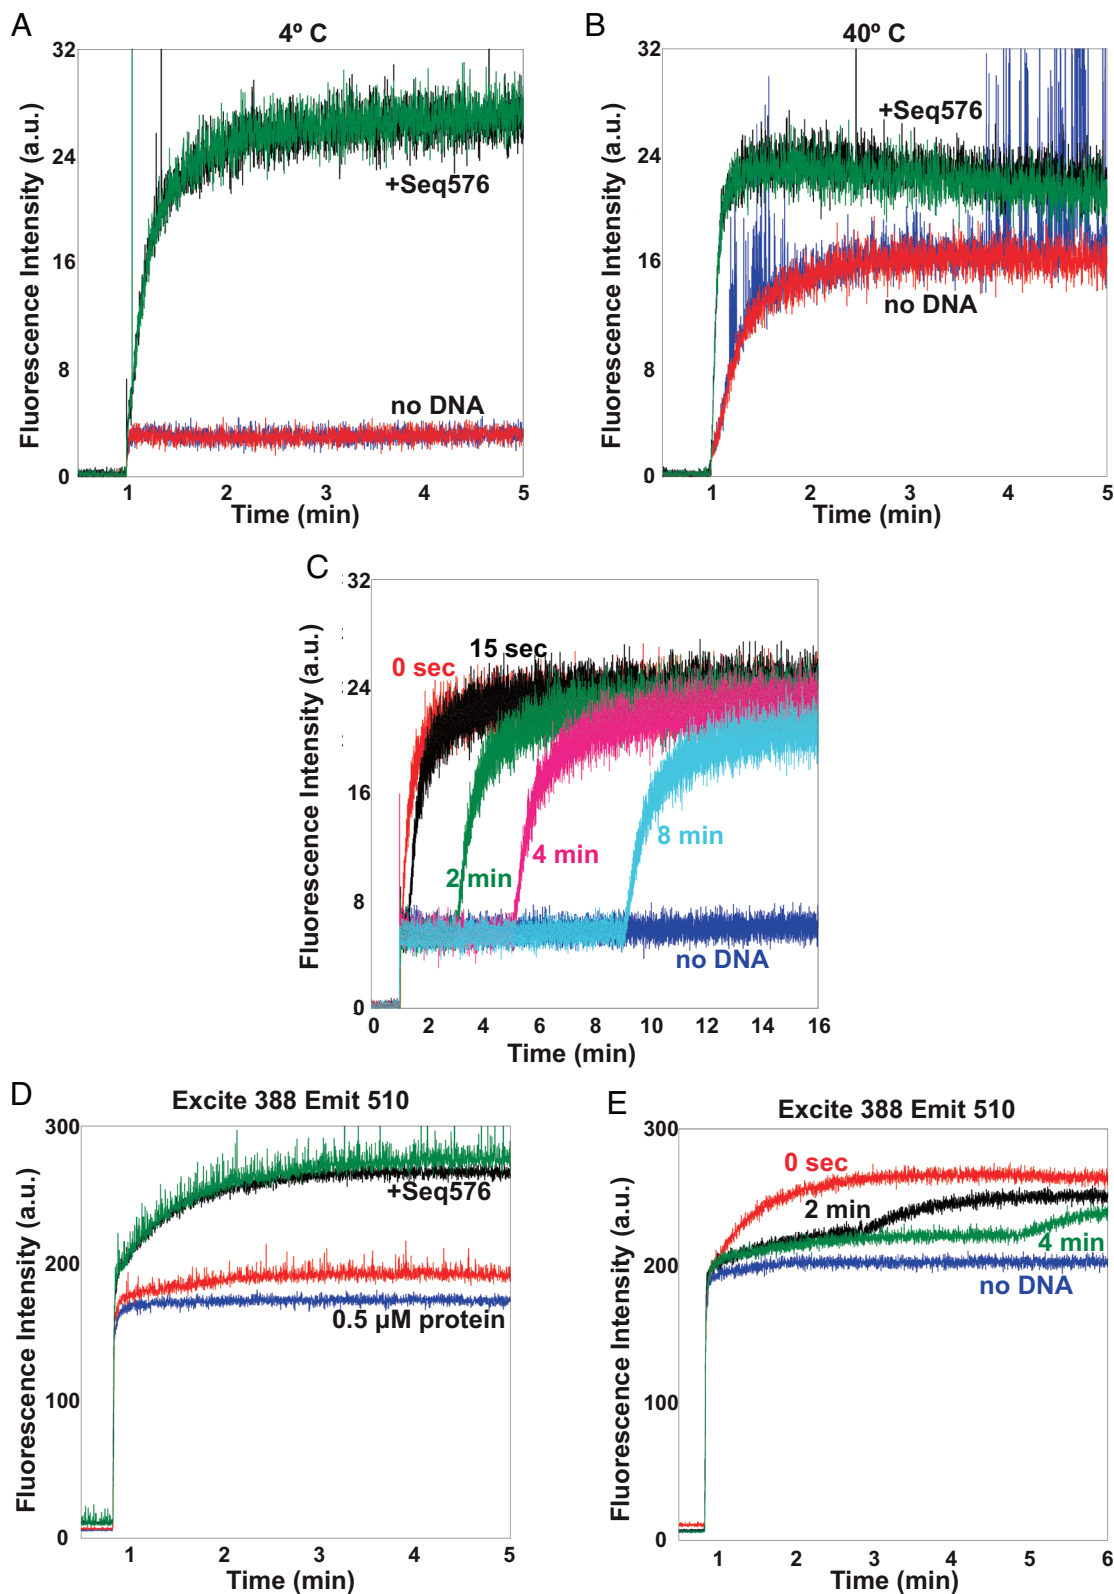 A
4º C
Fluorescence Intensity (a.u.)
32
24
16
8
0
+Seq576
no DNA
1 2 3 4 5
Time (min)
B
40º C
Fluorescence Intensity (a.u.)
32
24
16
8
0
+Seq576
no DNA
1 2 3 4 5
Time (min)
C
Fluorescence Intensity (a.u.)
32
24
16
8
0
0 sec
15 sec
2 min
4 min
8 min
no DNA
0 2 4 6 8 10 12 14 16
Time (min)
D
Excite 388 Emit 510
Fluorescence Intensity (a.u.)
300
200
100
0
+Seq576
0.5 µM protein
1 2 3 4 5
Time (min)
E
Excite 388 Emit 510
Fluorescence Intensity (a.u.)
300
200
100
0
0 sec
2 min
4 min
no DNA
1 2 3 4 5 6
Time (min)